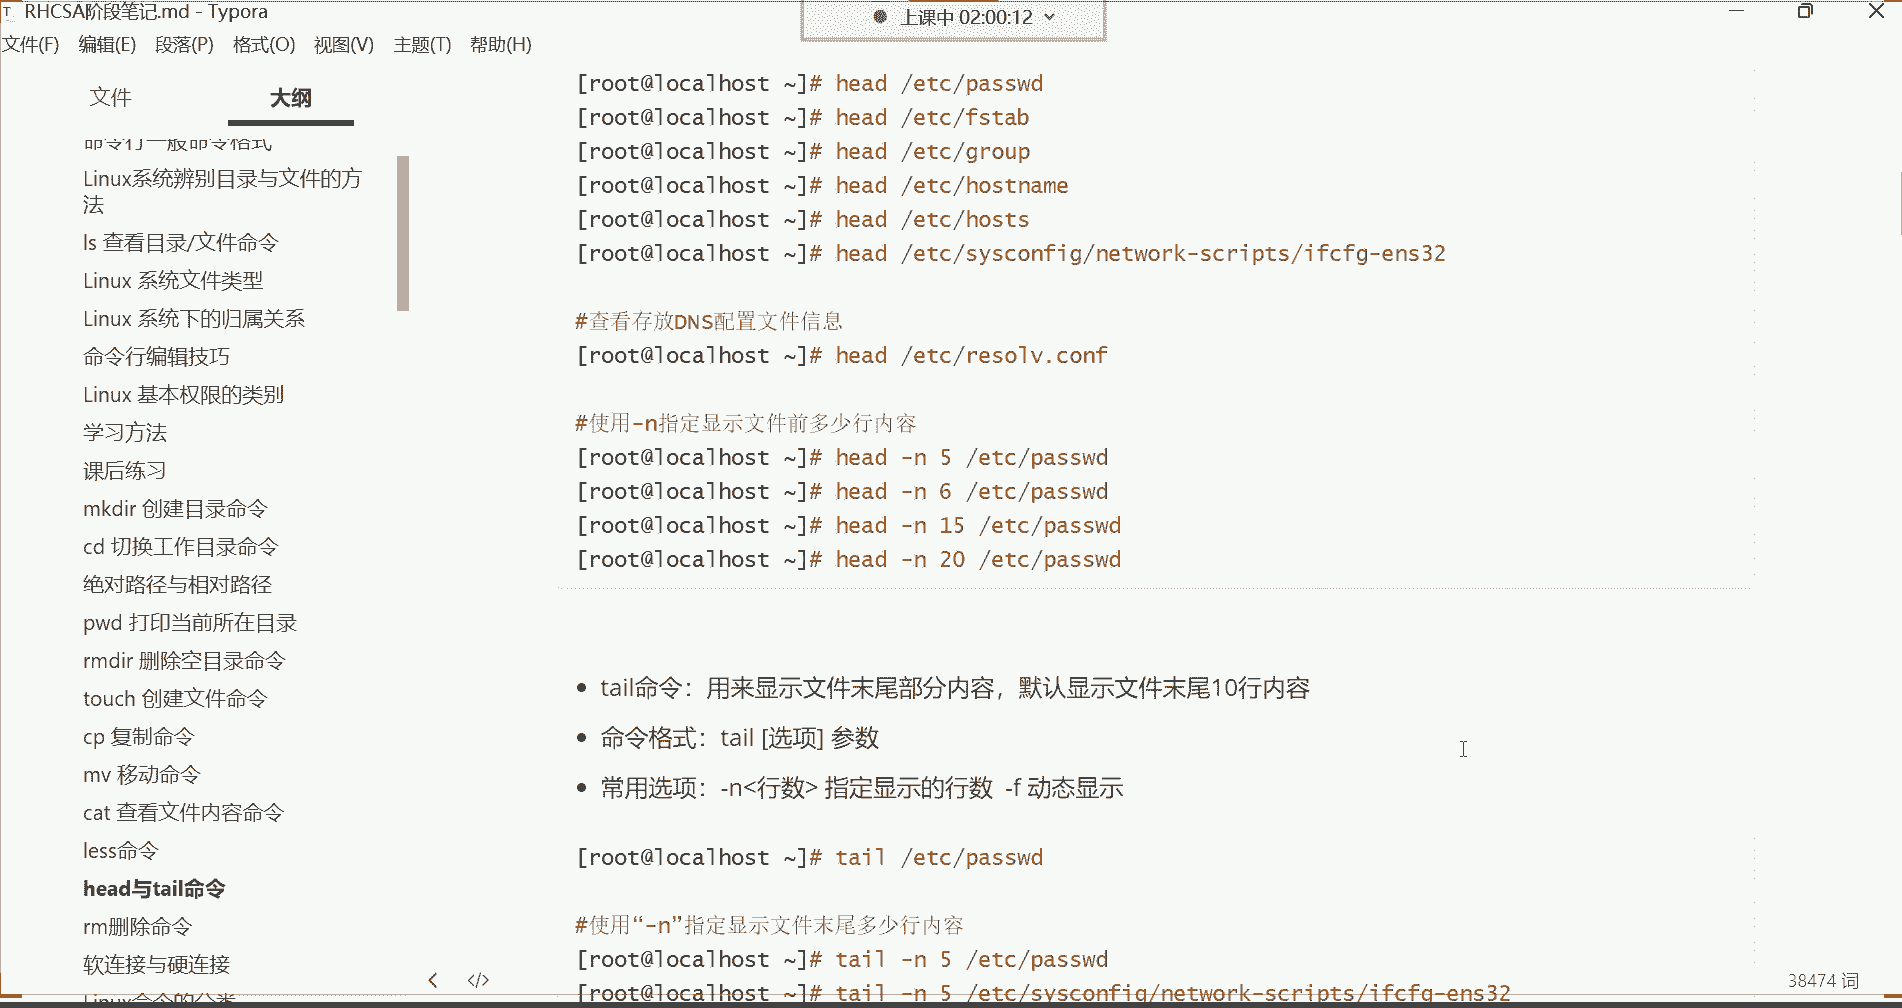 RHCSA阶段笔记.md - Typora
上课中 02:00:12
文件(F) 编辑(E) 段落(P) 格式(O) 视图(V) 主题(T) 帮助(H)
文件
大纲
命令行一般命令格式
Linux系统辨别目录与文件的方
法
ls 查看目录/文件命令
Linux 系统文件类型
Linux 系统下的归属关系
命令行编辑技巧
Linux 基本权限的类别
学习方法
课后练习
mkdir 创建目录命令
cd 切换工作目录命令
绝对路径与相对路径
pwd 打印当前所在目录
rmdir 删除空目录命令
touch 创建文件命令
cp 复制命令
mv 移动命令
cat 查看文件内容命令
less命令
head与tail命令
rm删除命令
软连接与硬连接
Linux命令的分类
[root@localhost ~]# head /etc/passwd
[root@localhost ~]# head /etc/fstab
[root@localhost ~]# head /etc/group
[root@localhost ~]# head /etc/hostname
[root@localhost ~]# head /etc/hosts
[root@localhost ~]# head /etc/sysconfig/network-scripts/ifcfg-ens32
#查看存放DNS配置文件信息
[root@localhost ~]# head /etc/resolv.conf
#使用-n指定显示文件前多少行内容
[root@localhost ~]# head -n 5 /etc/passwd
[root@localhost ~]# head -n 6 /etc/passwd
[root@localhost ~]# head -n 15 /etc/passwd
[root@localhost ~]# head -n 20 /etc/passwd
• tail命令：用来显示文件末尾部分内容，默认显示文件末尾10行内容
• 命令格式：tail [选项] 参数
• 常用选项：-n<行数> 指定显示的行数 -f 动态显示
[root@localhost ~]# tail /etc/passwd
#使用“-n”指定显示文件末尾多少行内容
[root@localhost ~]# tail -n 5 /etc/passwd
[root@localhost ~]# tail -n 5 /etc/sysconfig/network-scripts/ifcfg-ens32
38474 词